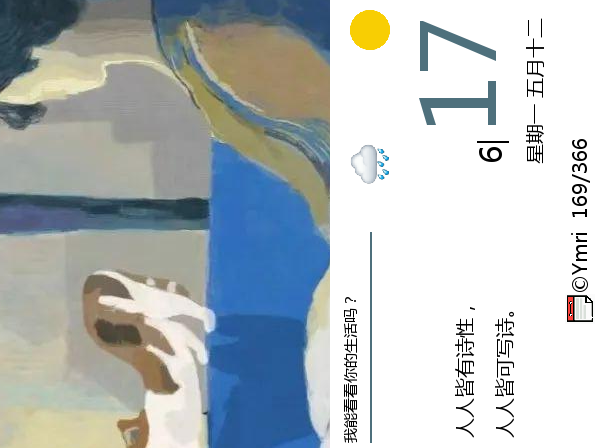 我能看看你的生活吗？
17
6|
星期一 五月十二
人人皆有诗性，
人人皆可写诗。
©Ymri 169/366